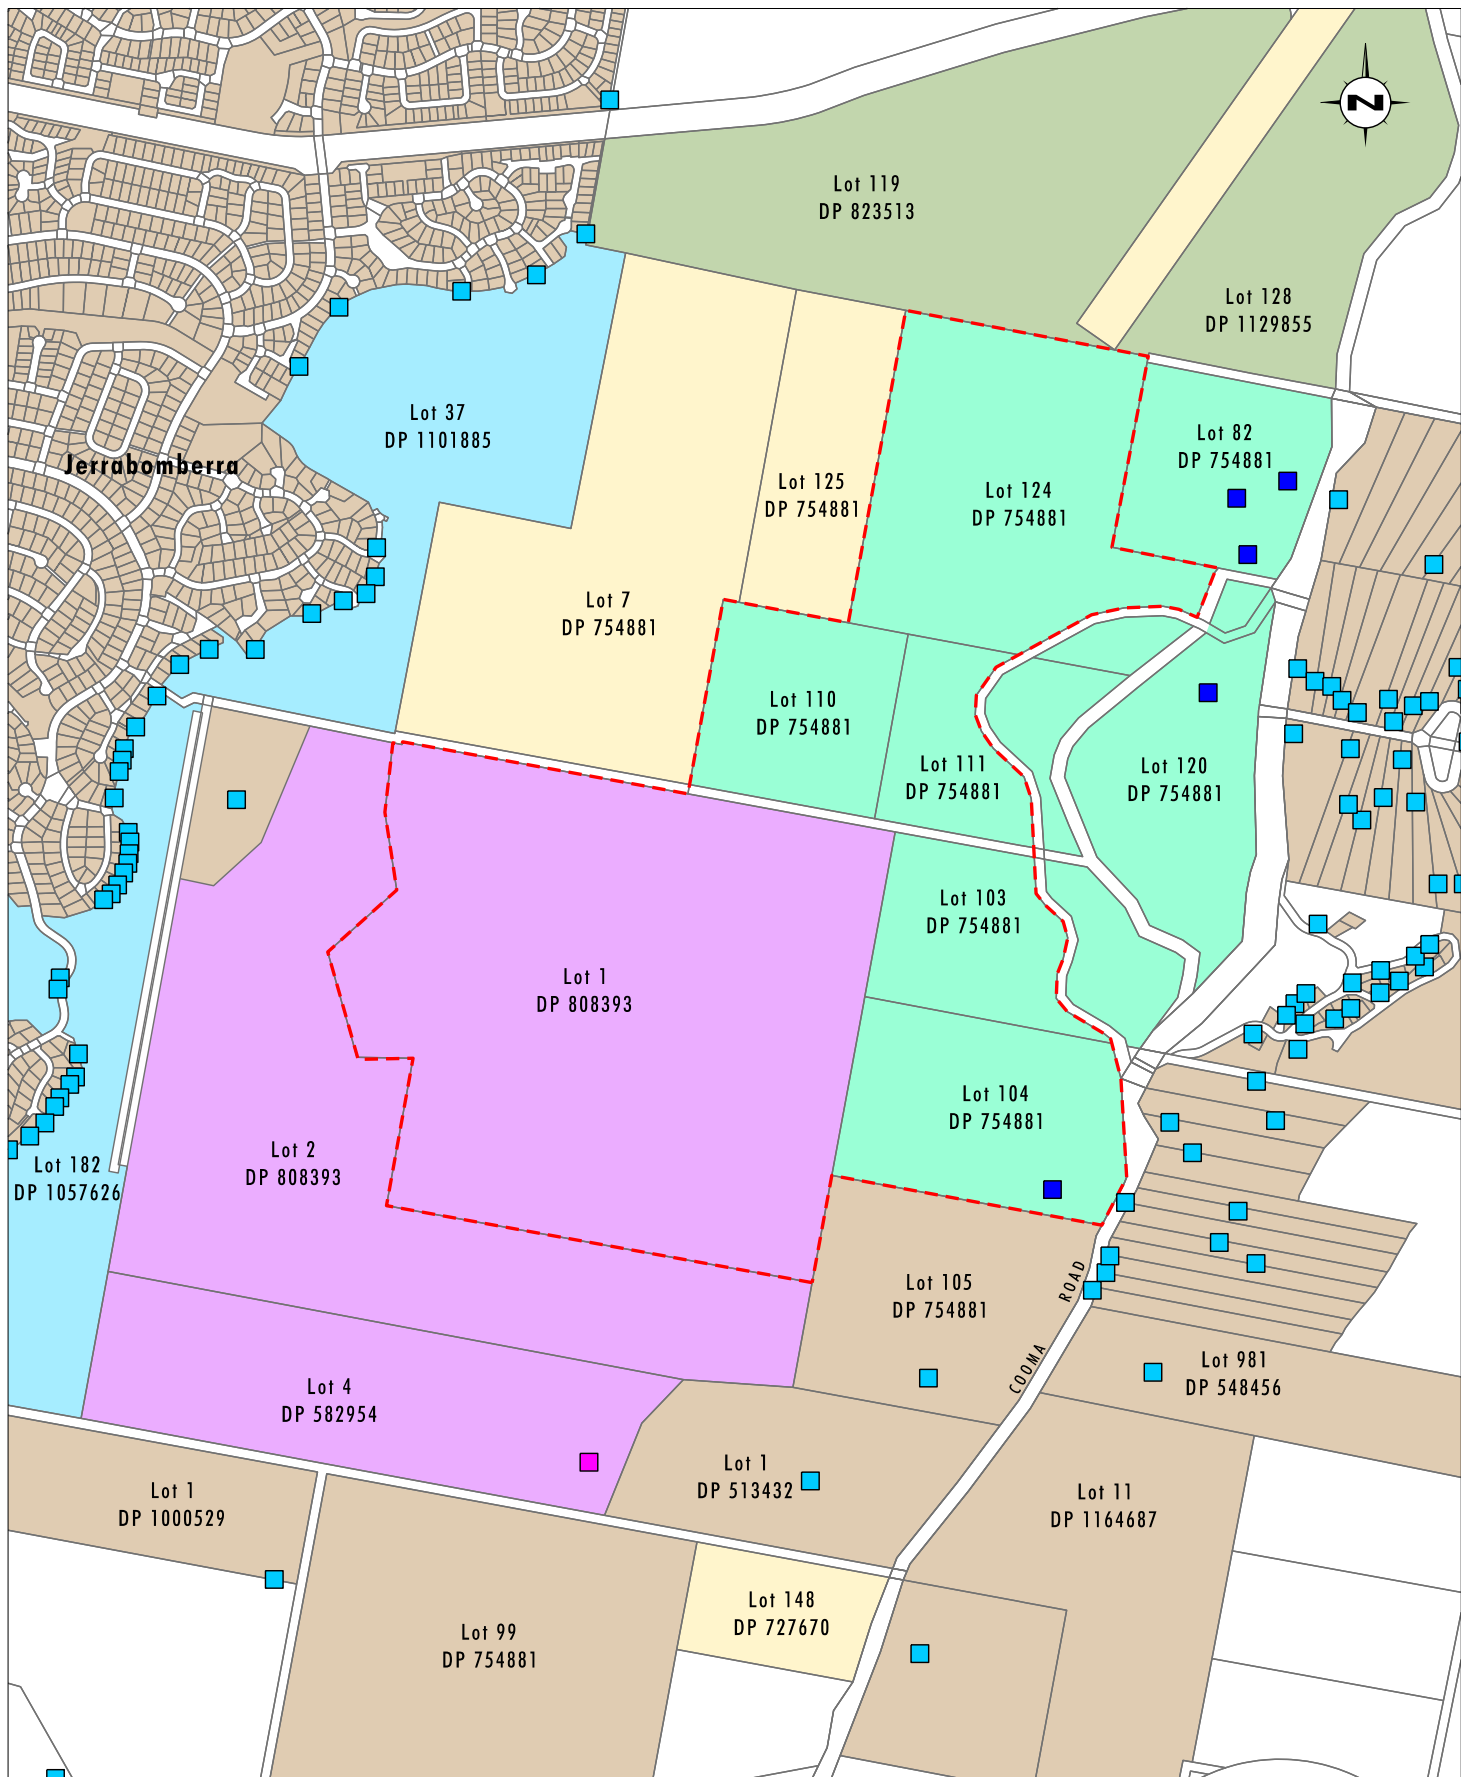 N
Lot 119
DP 823513
Lot 128
DP 1129855
Lot 37
DP 1101885
Jerrabomberra
Lot 82
DP 754881
Lot 125
DP 754881
Lot 124
DP 754881
Lot 7
DP 754881
Lot 110
DP 754881
Lot 111
DP 754881
Lot 120
DP 754881
Lot 103
DP 754881
Lot 1
DP 808393
Lot 104
DP 754881
Lot 2
DP 808393
Lot 182
DP 1057626
Lot 105
DP 754881
COOMA ROAD
Lot 981
DP 548456
Lot 4
DP 582954
Lot 1
DP 513432
Lot 1
DP 1000529
Lot 11
DP 1164687
Lot 148
DP 727670
Lot 99
DP 754881